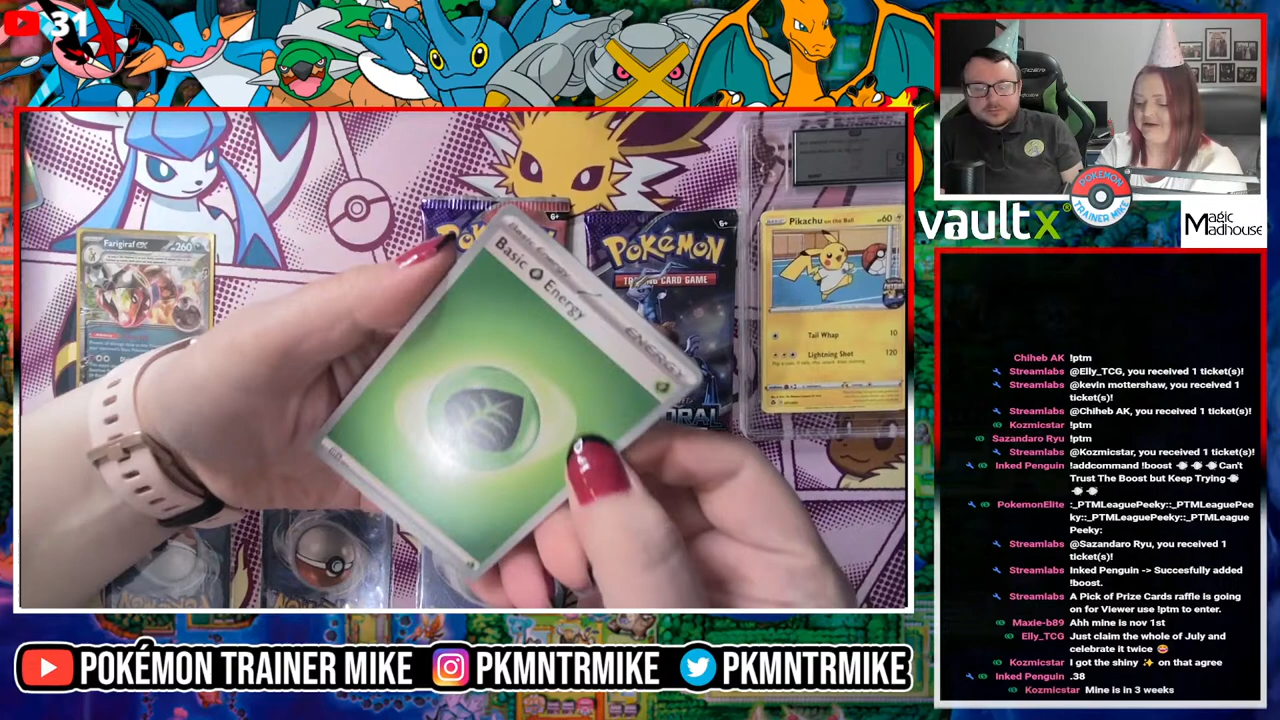 31
Farigiraf ex 260
POKÉMON
TRADING CARD GAME
Basic Energy
ENERGY
BASIC Pikachu on the Ball HP 60
Tail Whap 10
Lightning Shot 120
9
vault x
POKEMON
TRAINER MIKE
Magic
Madhouse
Chiheb AK !ptm
Streamlabs @Elly_TCG, you received 1 ticket(s)!
Streamlabs @kevin mottershaw, you received 1
ticket(s)!
Streamlabs @Chiheb AK, you received 1 ticket(s)!
Kozmicstar !ptm
Sazandaro Ryu !ptm
Streamlabs @Kozmicstar, you received 1 ticket(s)!
Inked Penguin !addcommand !boost Can't
Trust The Boost but Keep Trying
PokemonElite :_PTMLeaguePeeky::_PTMLeaguePee
ky::_PTMLeaguePeeky::_PTMLeague
Peeky:
Streamlabs @Sazandaro Ryu, you received 1
ticket(s)!
Streamlabs Inked Penguin -> Succesfully added
!boost.
Streamlabs A Pick of Prize Cards raffle is going
on for Viewer use !ptm to enter.
Maxie-b89 Ahh mine is nov 1st
Elly_TCG Just claim the whole of July and
celebrate it twice
Kozmicstar I got the shiny on that agree
Inked Penguin .38
Kozmicstar Mine is in 3 weeks
POKÉMON TRAINER MIKE PKMNTRMIKE PKMNTRMIKE